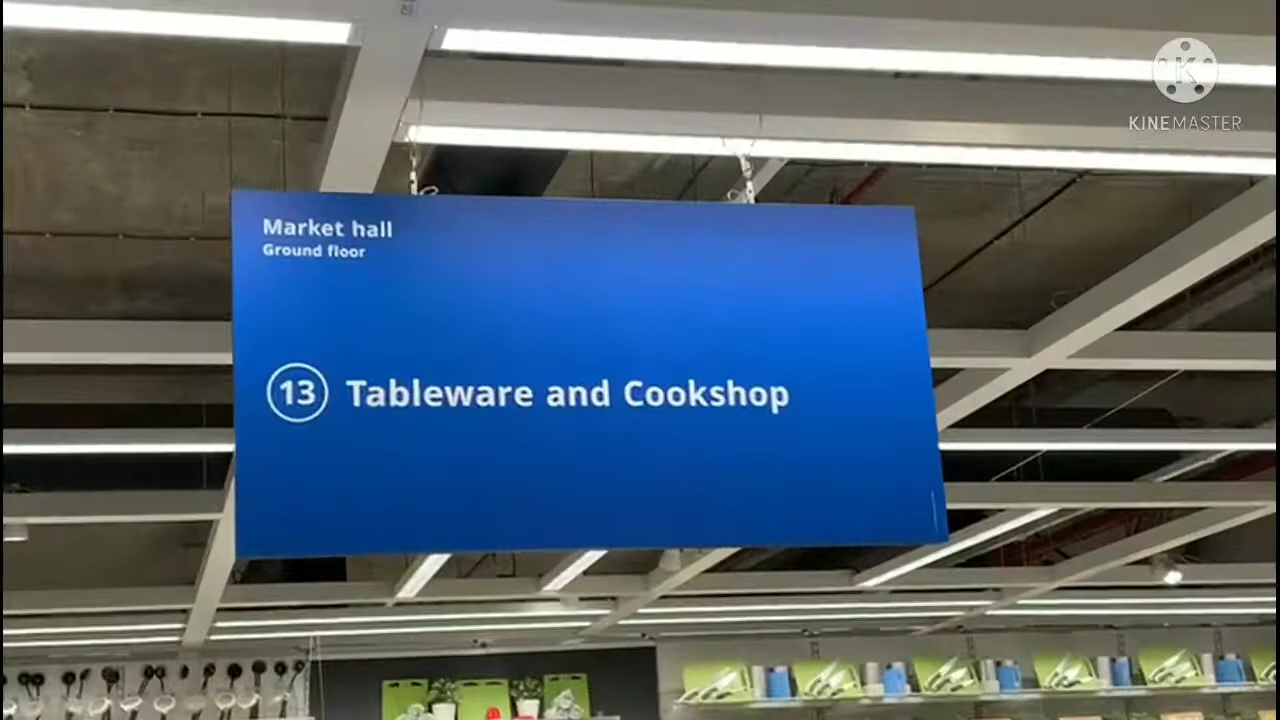 K
KINEMASTER
Market hall
Ground floor
13 Tableware and Cookshop